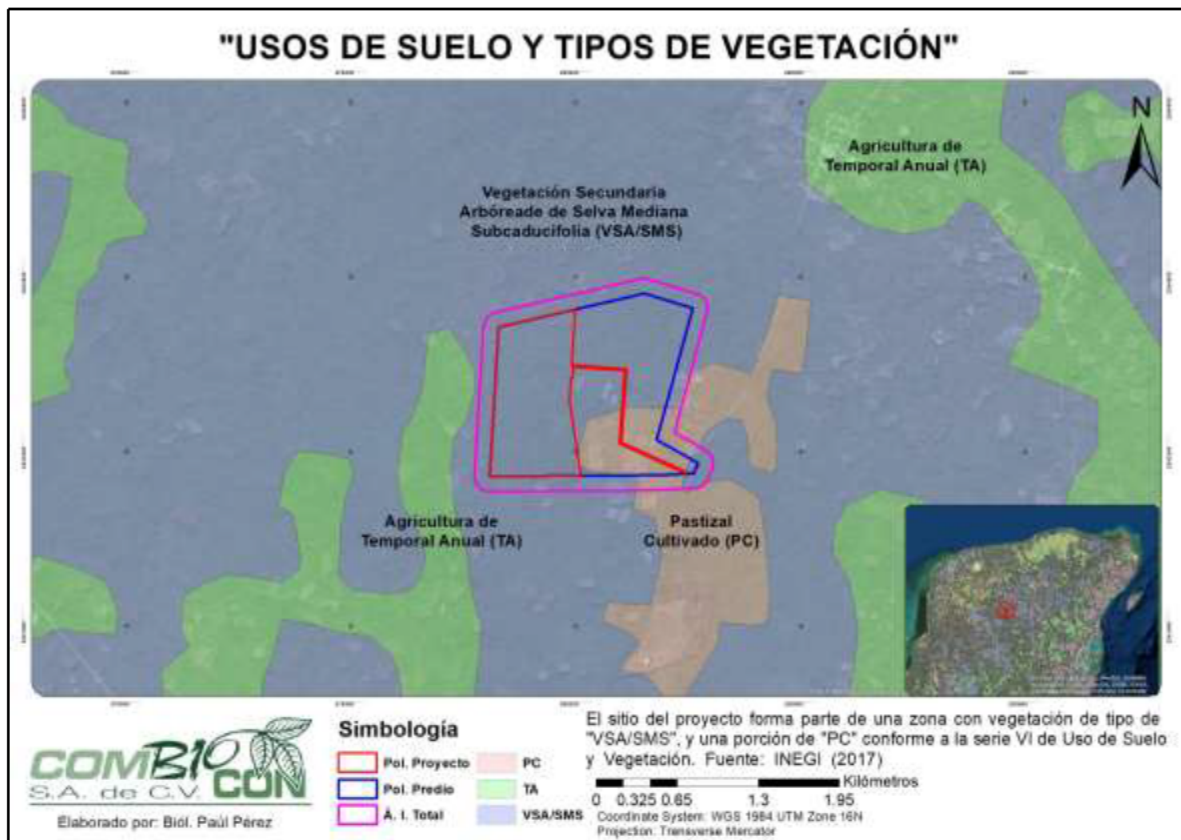 "USOS DE SUELO Y TIPOS DE VEGETACIÓN"
N
Agricultura de
Temporal Anual (TA)
Vegetación Secundaria
Arbóreade de Selva Mediana
Subcaducifolia (VSA/SMS)
Agricultura de
Temporal Anual (TA)
Pastizal
Cultivado (PC)
COMBIOCON
S.A. de C.V.
Elaborado por: Biól. Paúl Pérez
Simbología
Pol. Proyecto
Pol. Predio
Á. I. Total
PC
TA
VSA/SMS
El sitio del proyecto forma parte de una zona con vegetación de tipo de
"VSA/SMS", y una porción de "PC" conforme a la serie VI de Uso de Suelo
y Vegetación. Fuente: INEGI (2017)
Kilómetros
0 0.325 0.65 1.3 1.95
Coordinate System: WGS 1984 UTM Zone 16N
Projection: Transverse Mercator